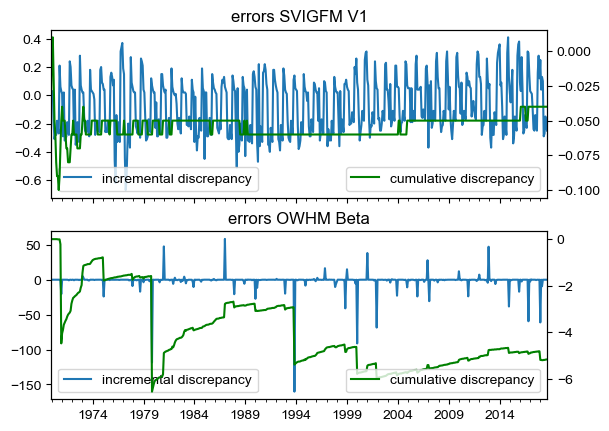 errors SVIGFM V1
0.4
0.2
0.0
−0.2
−0.4
−0.6
0.000
−0.025
−0.050
−0.075
−0.100
incremental discrepancy
cumulative discrepancy
errors OWHM Beta
50
0
−50
−100
−150
0
−2
−4
−6
incremental discrepancy
cumulative discrepancy
1974 1979 1984 1989 1994 1999 2004 2009 2014